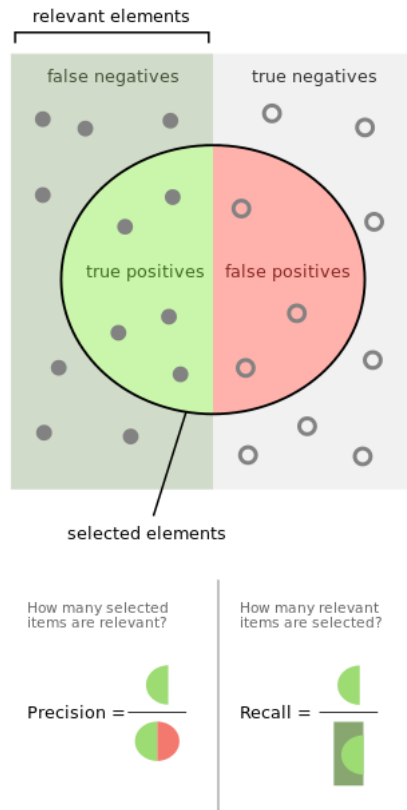 relevant elements
false negatives
true negatives
true positives
false positives
selected elements
How many selected
items are relevant?
How many relevant
items are selected?
Precision =
Recall =